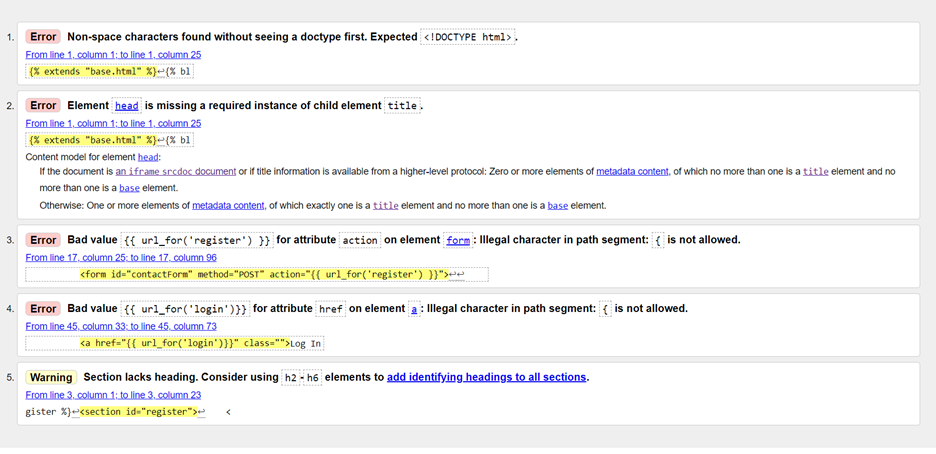 1. Error Non-space characters found without seeing a doctype first. Expected <!DOCTYPE html>.
From line 1, column 1; to line 1, column 25
{% extends "base.html" %}↩{% bl
2. Error Element head is missing a required instance of child element title.
From line 1, column 1; to line 1, column 25
{% extends "base.html" %}↩{% bl
Content model for element head:
If the document is an iframe srcdoc document or if title information is available from a higher-level protocol: Zero or more elements of metadata content, of which no more than one is a title element and no
more than one is a base element.
Otherwise: One or more elements of metadata content, of which exactly one is a title element and no more than one is a base element.
3. Error Bad value {{ url_for('register') }} for attribute action on element form: Illegal character in path segment: { is not allowed.
From line 17, column 25; to line 17, column 96
<form id="contactForm" method="POST" action="{{ url_for('register') }}">↩↩
4. Error Bad value {{ url_for('login')}} for attribute href on element a: Illegal character in path segment: { is not allowed.
From line 45, column 33; to line 45, column 73
<a href="{{ url_for('login')}}" class="">Log In
5. Warning Section lacks heading. Consider using h2-h6 elements to add identifying headings to all sections.
From line 3, column 1; to line 3, column 23
gister %}↩<section id="register">↩ <